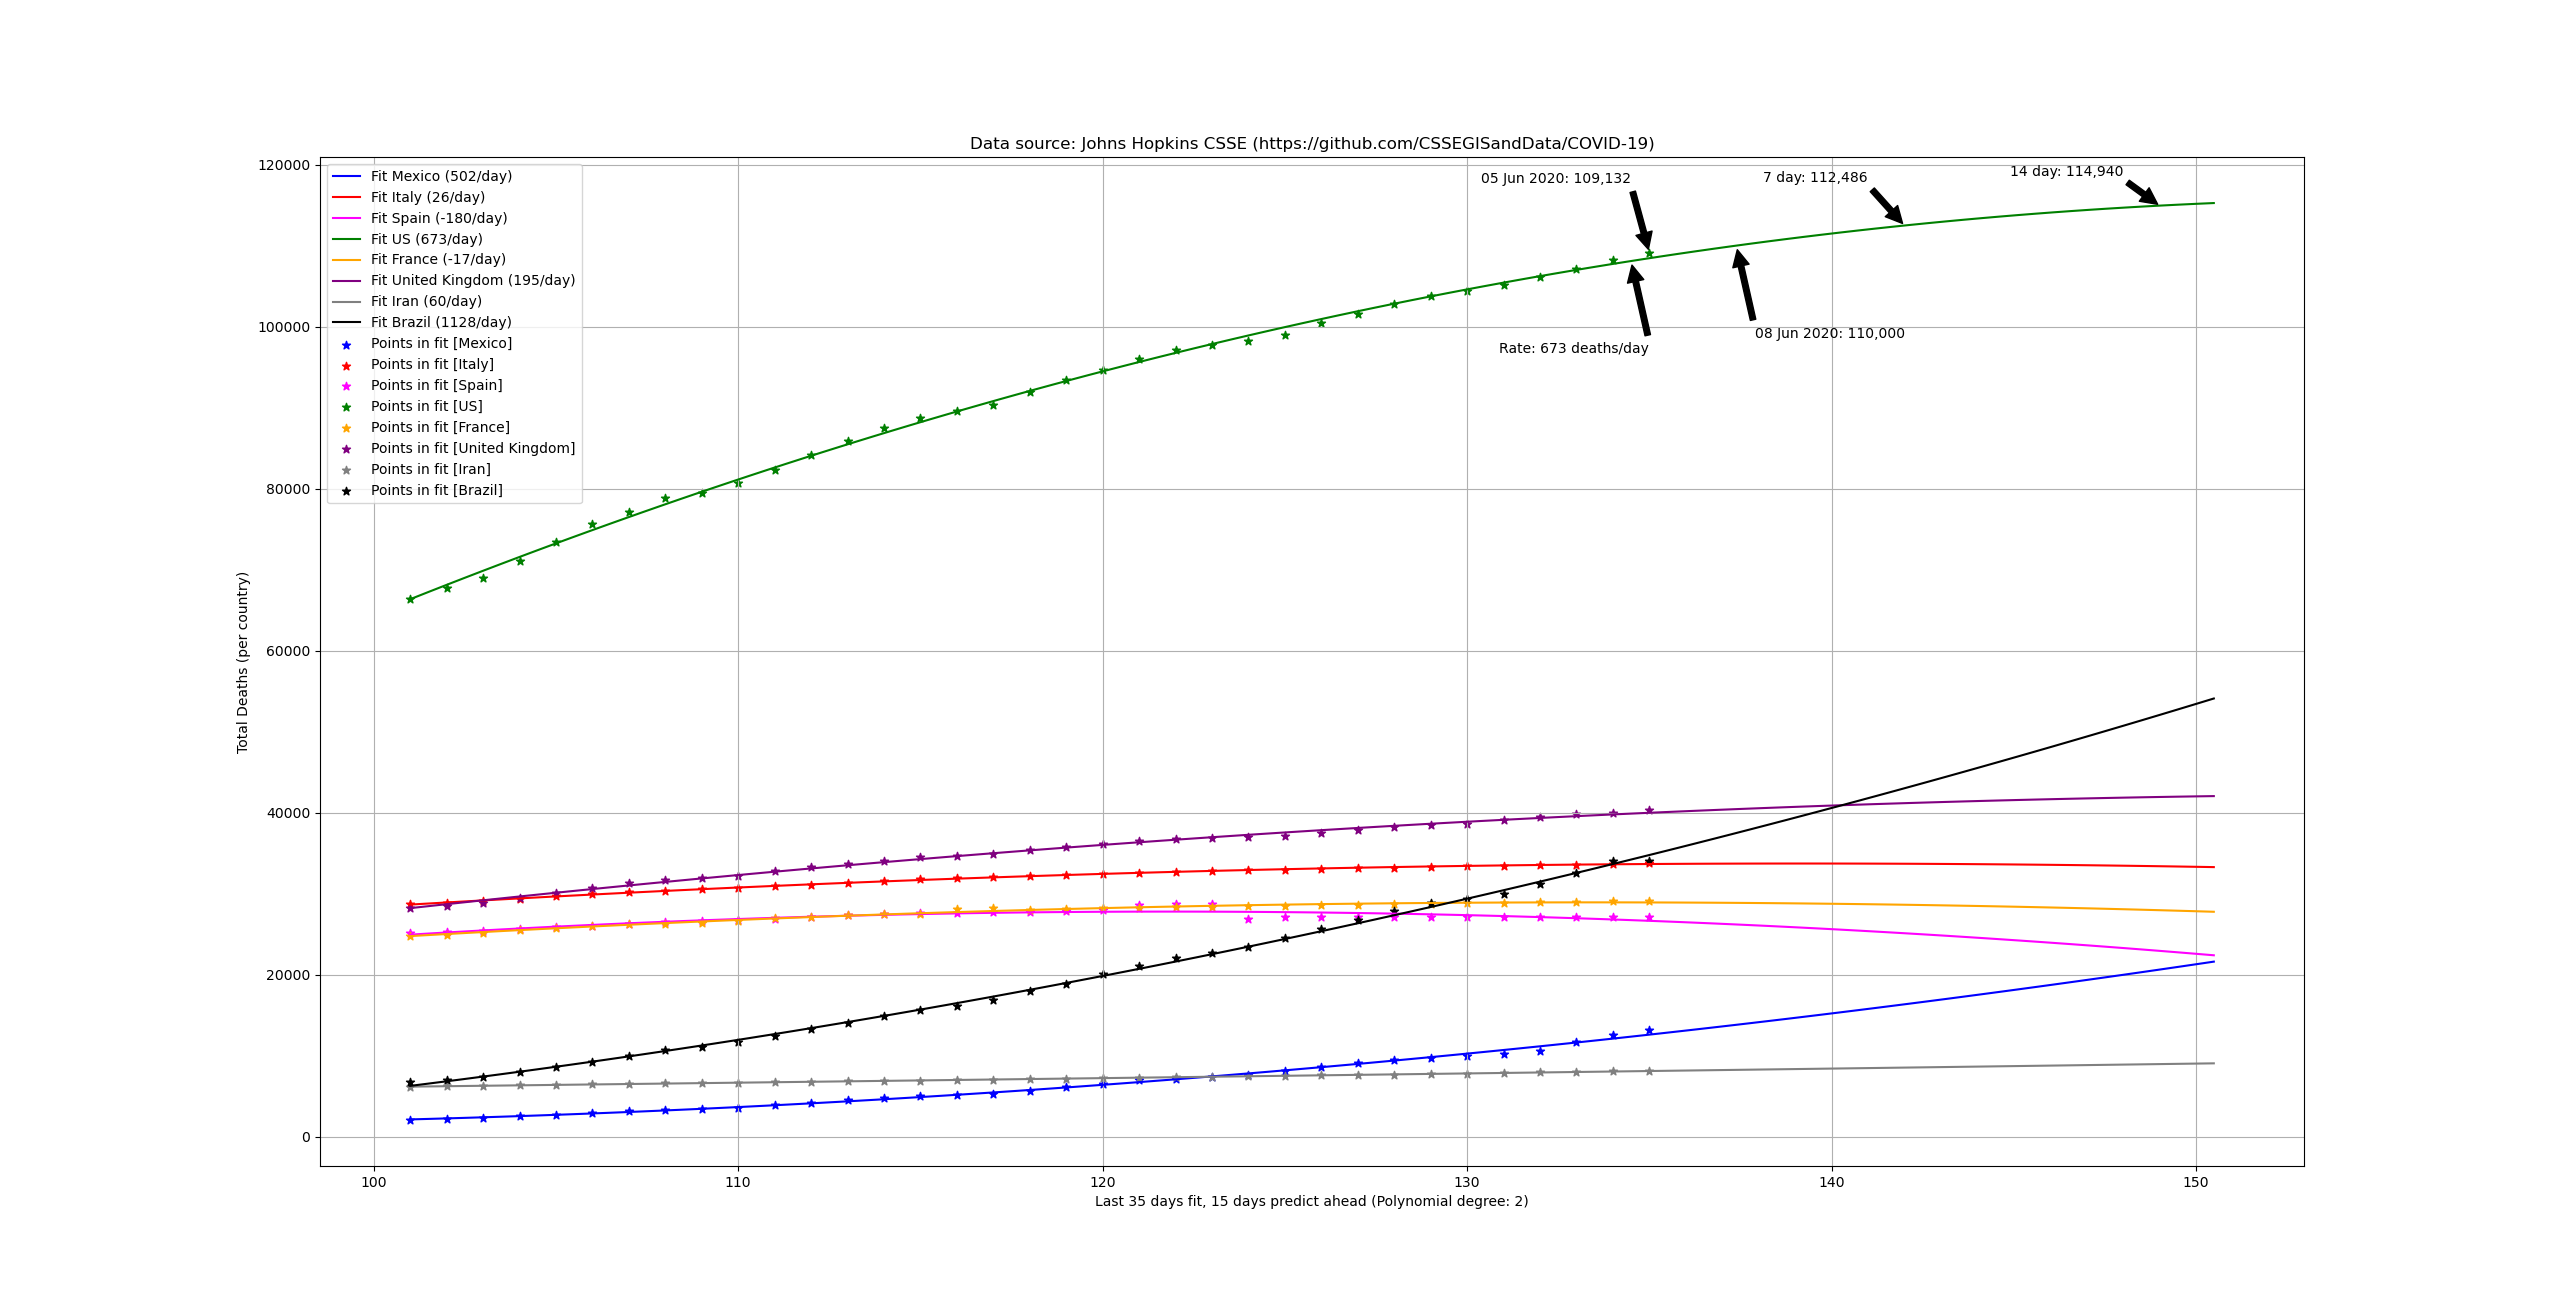 Data source: Johns Hopkins CSSE (https://github.com/CSSEGISandData/COVID-19)
Total Deaths (per country)
120000
100000
80000
60000
40000
20000
0
Fit Mexico (502/day)
Fit Italy (26/day)
Fit Spain (-180/day)
Fit US (673/day)
Fit France (-17/day)
Fit United Kingdom (195/day)
Fit Iran (60/day)
Fit Brazil (1128/day)
Points in fit [Mexico]
Points in fit [Italy]
Points in fit [Spain]
Points in fit [US]
Points in fit [France]
Points in fit [United Kingdom]
Points in fit [Iran]
Points in fit [Brazil]
05 Jun 2020: 109,132
7 day: 112,486
14 day: 114,940
Rate: 673 deaths/day
08 Jun 2020: 110,000
100
110
120
130
140
150
Last 35 days fit, 15 days predict ahead (Polynomial degree: 2)